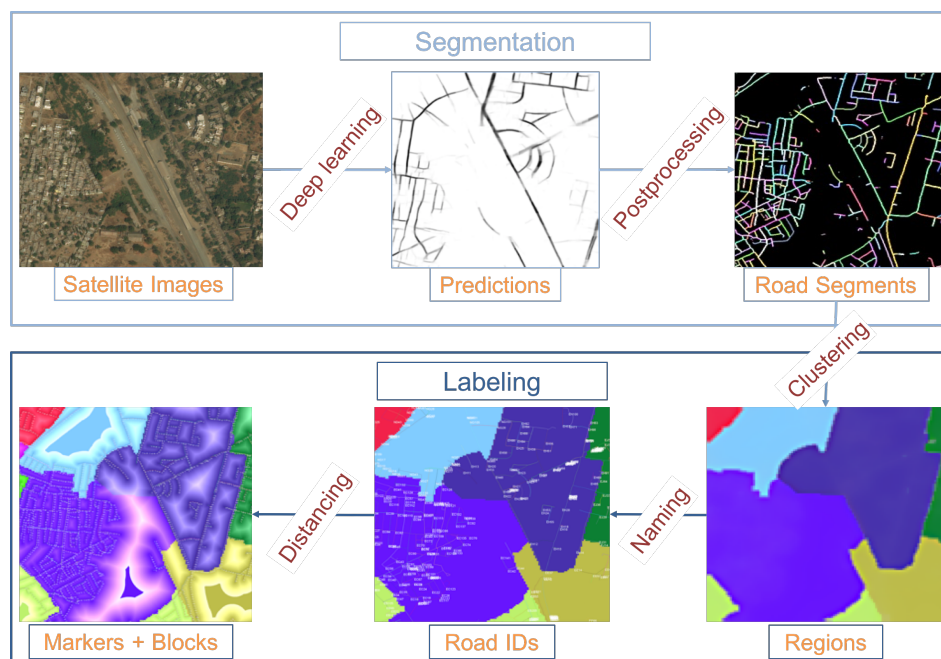 Segmentation
Deep learning
Postprocessing
Satellite Images
Predictions
Road Segments
Clustering
Labeling
Distancing
Naming
Markers + Blocks
Road IDs
Regions